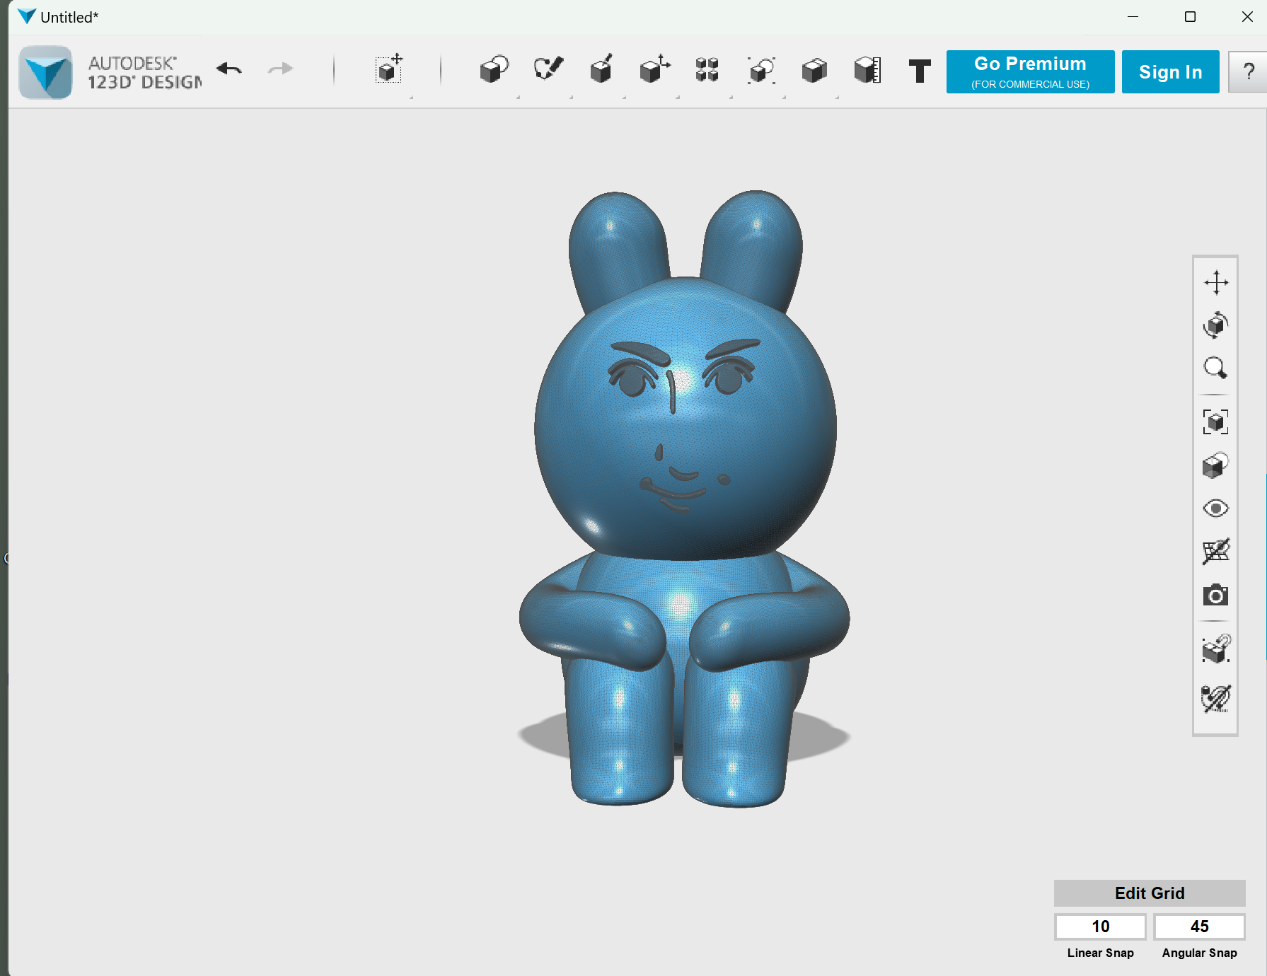 Untitled*
AUTODESK®
123D® DESIGN
Go Premium
(FOR COMMERCIAL USE)
Sign In
?
Edit Grid
10
45
Linear Snap
Angular Snap